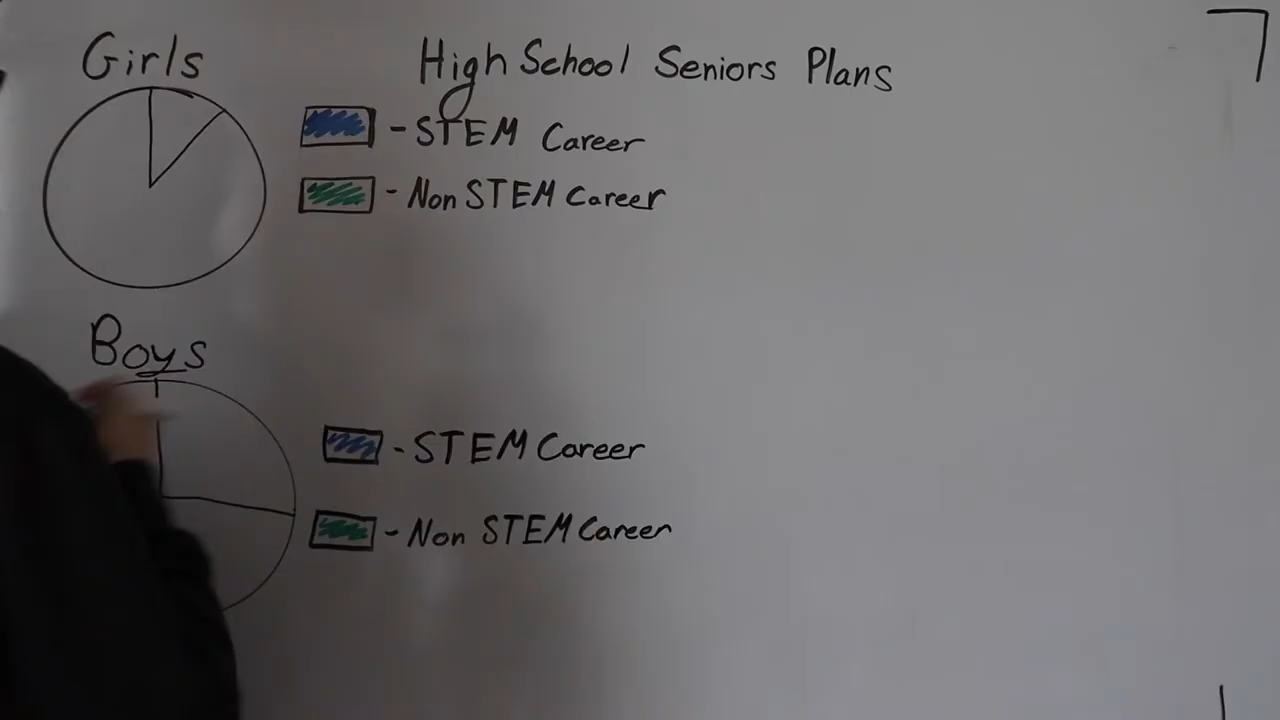 Girls
High School Seniors Plans
- STEM Career
- Non STEM Career
Boys
- STEM Career
- Non STEM Career